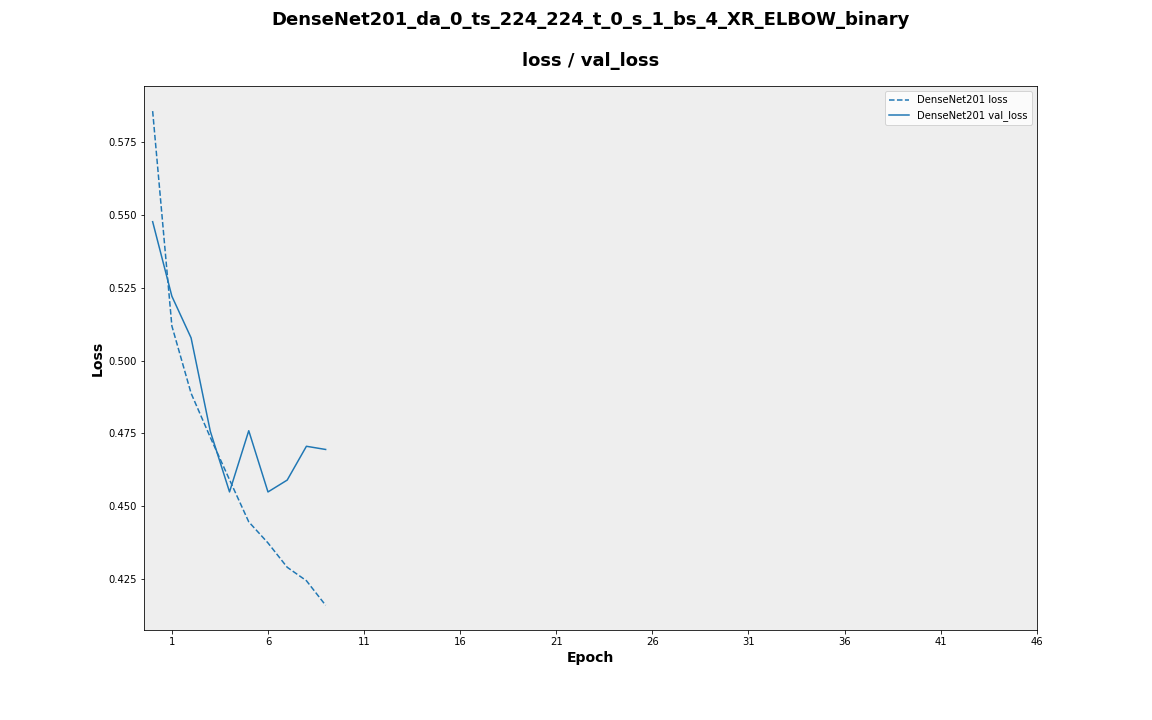 DenseNet201_da_0_ts_224_224_t_0_s_1_bs_4_XR_ELBOW_binary
loss / val_loss
DenseNet201 loss
DenseNet201 val_loss
0.575
0.550
0.525
0.500
0.475
0.450
0.425
Loss
1 6 11 16 21 26 31 36 41 46
Epoch